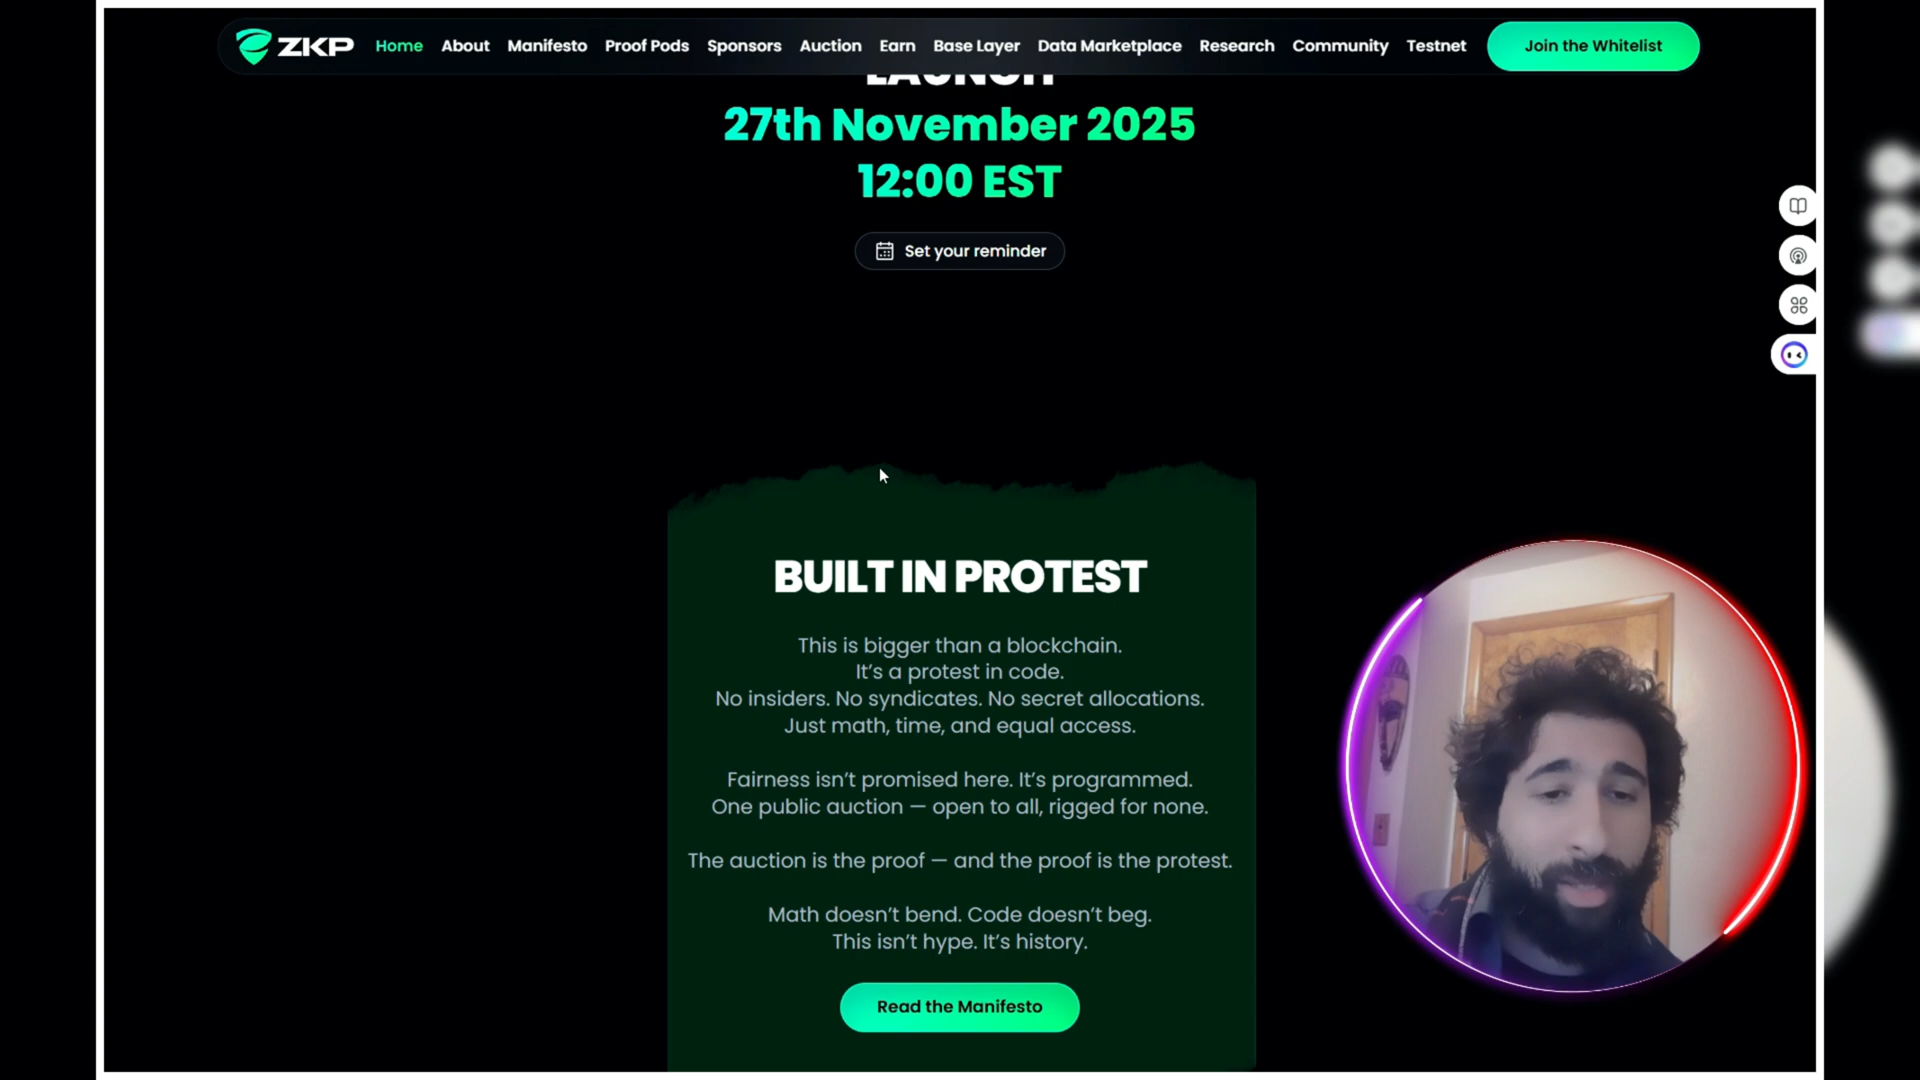 ZKP Home About Manifesto Proof Pods Sponsors Auction Earn Base Layer Data Marketplace Research Community Testnet Join the Whitelist
LAUNCH
27th November 2025
12:00 EST
Set your reminder
BUILT IN PROTEST
This is bigger than a blockchain.
It's a protest in code.
No insiders. No syndicates. No secret allocations.
Just math, time, and equal access.
Fairness isn't promised here. It's programmed.
One public auction — open to all, rigged for none.
The auction is the proof — and the proof is the protest.
Math doesn't bend. Code doesn't beg.
This isn't hype. It's history.
Read the Manifesto